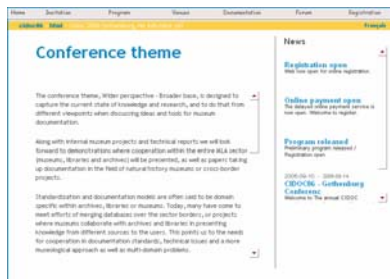 Home Invitation Program Venues Documentation Forum Registration
cidoc06 html Français
Conference theme
The conference theme, Wider perspective - Broader base, is designed to
capture the current state of knowledge and research, and to do that from
different viewpoints when discussing ideas and tools for museum
documentation.
Along with internal museum projects and technical reports we will look
forward to demonstrations where cooperation within the entire ALA sector
(museums, libraries and archives) will be presented, as well as papers taking
up documentation in the field of natural history museums or cross-border
projects.
Standardization and documentation models are often said to be domain
specific within archives, libraries or museums. Today, many have come to
meet efforts of merging databases over the sector borders, or projects
where museums collaborate with archives and libraries in presenting
knowledge from different sources to the users. This points us to the needs
for cooperation in documentation standards, technical issues and a more
museological approach as well as multi-domain problems.
News
Registration open
Web now open for online registration.
Online payment open
The delayed online payment service is
now open. Welcome to register.
Program released
Preliminary program released /
Registration open
CIDOC06 - Gothenburg
Conferenc
Welcome to The annual CIDOC